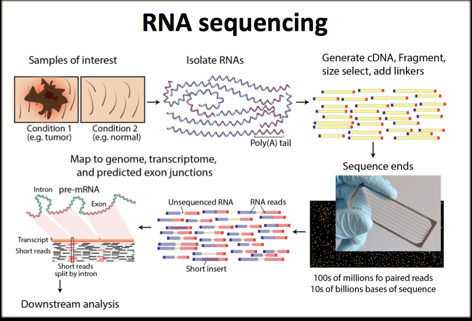 RNA sequencing
Samples of interest
Condition 1
(e.g. tumor)
Condition 2
(e.g. normal)
Isolate RNAs
Poly(A) tail
Generate cDNA, Fragment,
size select, add linkers
Sequence ends
100s of millions fo paired reads
10s of billions bases of sequence
Unsequenced RNA
RNA reads
Short insert
Map to genome, transcriptome,
and predicted exon junctions
Intron
pre-mRNA
Exon
Transcript
Short reads
Short reads
split by intron
Downstream analysis